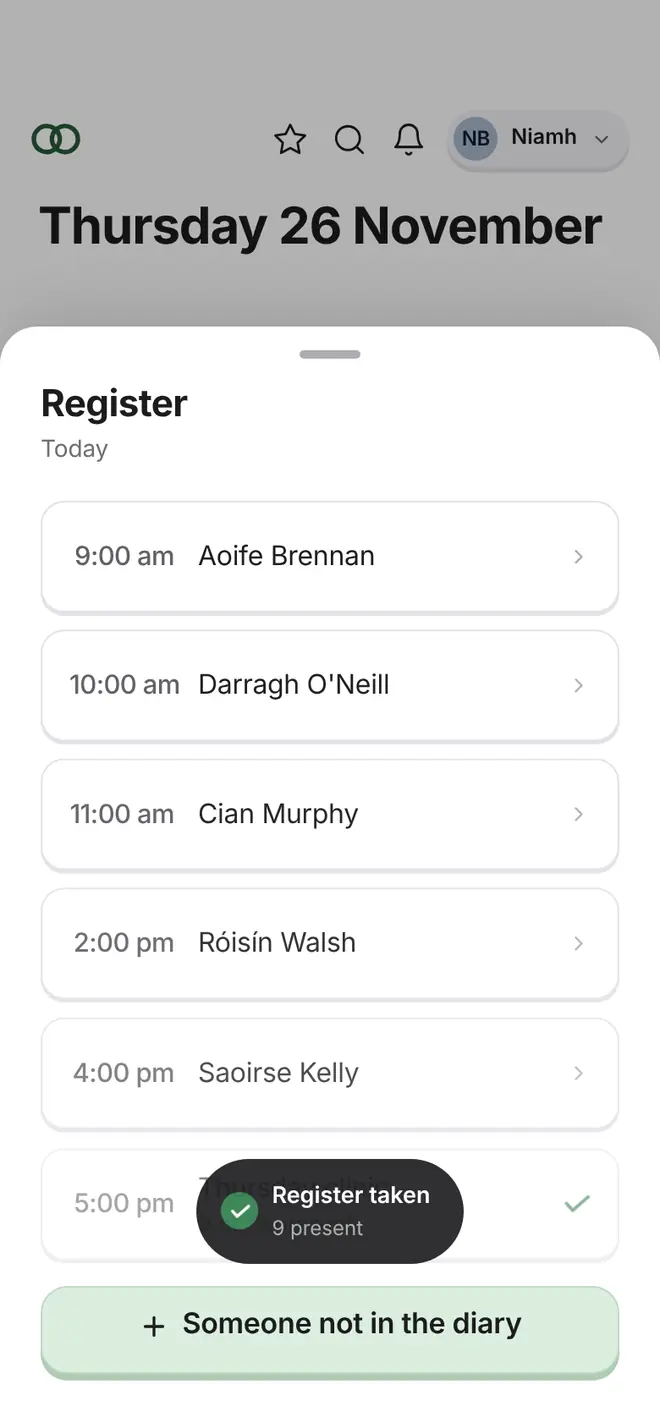 NB
Niamh
Thursday 26 November
Register
Today
9:00 am Aoife Brennan
10:00 am Darragh O'Neill
11:00 am Cian Murphy
2:00 pm Róisín Walsh
4:00 pm Saoirse Kelly
5:00 pm
Register taken
9 present
+ Someone not in the diary